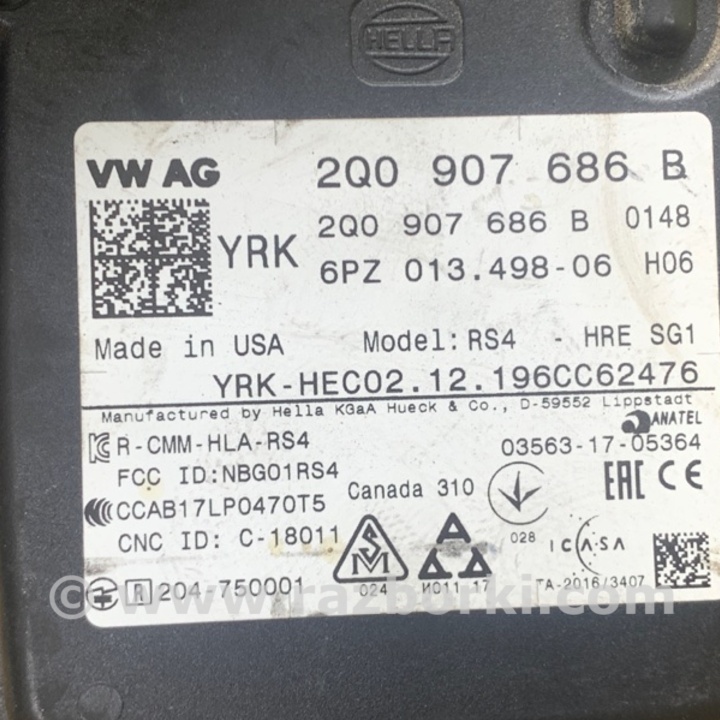 HELLA
VW AG 2Q0 907 686 B
YRK 2Q0 907 686 B 0148
6PZ 013.498-06 H06
Made in USA Model: RS4 - HRE SG1
YRK-HEC02.12.196CC62476
Manufactured by Hella KGaA Hueck & Co., D-59552 Lippstadt
ANATEL
R-CMM-HLA-RS4 03563-17-05364
FCC ID:NBG01RS4 EAC CE
CCAB17LP0470T5 Canada 310
028
CNC ID: C-18011 SM ICASA
R 204-750001 024 M011-17 TA-2016/3407
© www.razborki.com